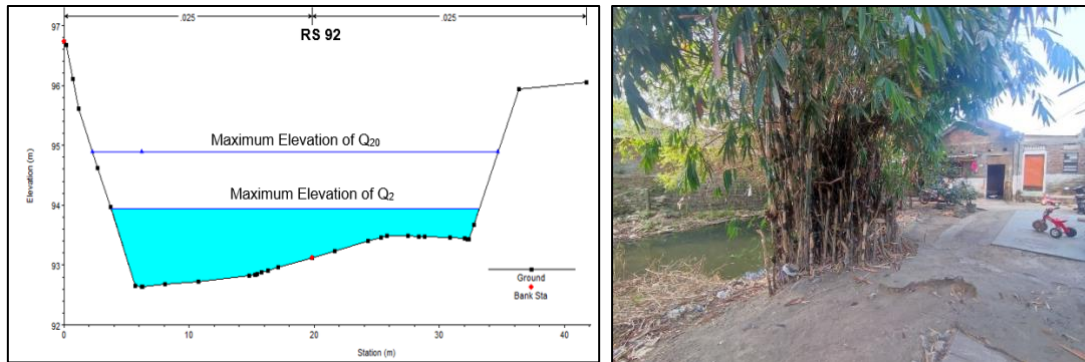 .025
.025
RS 92
97
96
95
94
93
92
Elevation (m)
Maximum Elevation of Q20
Maximum Elevation of Q2
Ground
Bank Sta
0
10
20
30
40
Station (m)